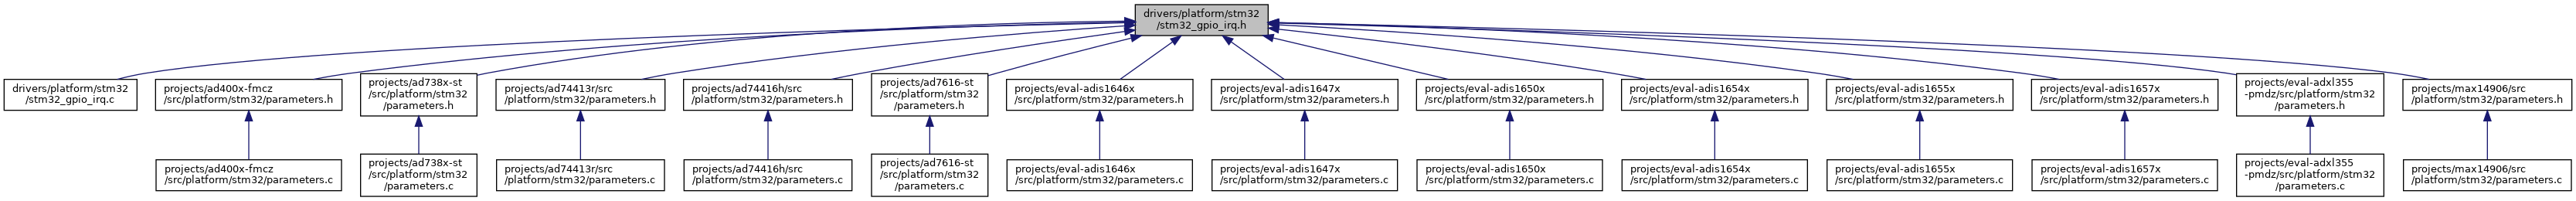 drivers/platform/stm32
/stm32_gpio_irq.h
drivers/platform/stm32
/stm32_gpio_irq.c
projects/ad400x-fmcz
/src/platform/stm32/parameters.h
projects/ad738x-st
/src/platform/stm32
/parameters.h
projects/ad74413r/src
/platform/stm32/parameters.h
projects/ad74416h/src
/platform/stm32/parameters.h
projects/ad7616-st
/src/platform/stm32
/parameters.h
projects/eval-adis1646x
/src/platform/stm32/parameters.h
projects/eval-adis1647x
/src/platform/stm32/parameters.h
projects/eval-adis1650x
/src/platform/stm32/parameters.h
projects/eval-adis1654x
/src/platform/stm32/parameters.h
projects/eval-adis1655x
/src/platform/stm32/parameters.h
projects/eval-adis1657x
/src/platform/stm32/parameters.h
projects/eval-adxl355
-pmdz/src/platform/stm32
/parameters.h
projects/max14906/src
/platform/stm32/parameters.h
projects/ad400x-fmcz
/src/platform/stm32/parameters.c
projects/ad738x-st
/src/platform/stm32
/parameters.c
projects/ad74413r/src
/platform/stm32/parameters.c
projects/ad74416h/src
/platform/stm32/parameters.c
projects/ad7616-st
/src/platform/stm32
/parameters.c
projects/eval-adis1646x
/src/platform/stm32/parameters.c
projects/eval-adis1647x
/src/platform/stm32/parameters.c
projects/eval-adis1650x
/src/platform/stm32/parameters.c
projects/eval-adis1654x
/src/platform/stm32/parameters.c
projects/eval-adis1655x
/src/platform/stm32/parameters.c
projects/eval-adis1657x
/src/platform/stm32/parameters.c
projects/eval-adxl355
-pmdz/src/platform/stm32
/parameters.c
projects/max14906/src
/platform/stm32/parameters.c